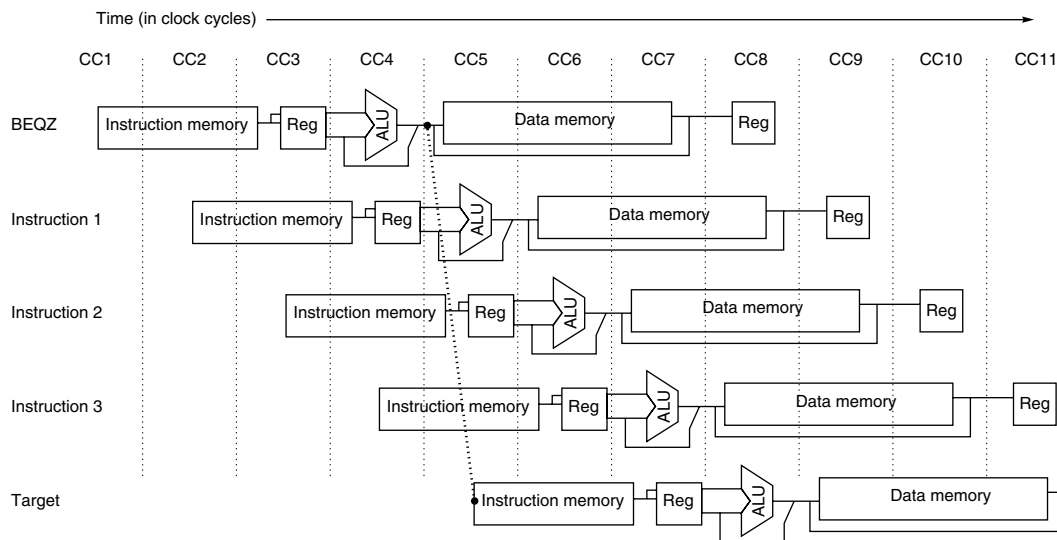 Time (in clock cycles)
CC1 CC2 CC3 CC4 CC5 CC6 CC7 CC8 CC9 CC10 CC11
BEQZ Instruction memory Reg ALU Data memory Reg
Instruction 1 Instruction memory Reg ALU Data memory Reg
Instruction 2 Instruction memory Reg ALU Data memory Reg
Instruction 3 Instruction memory Reg ALU Data memory Reg
Target Instruction memory Reg ALU Data memory